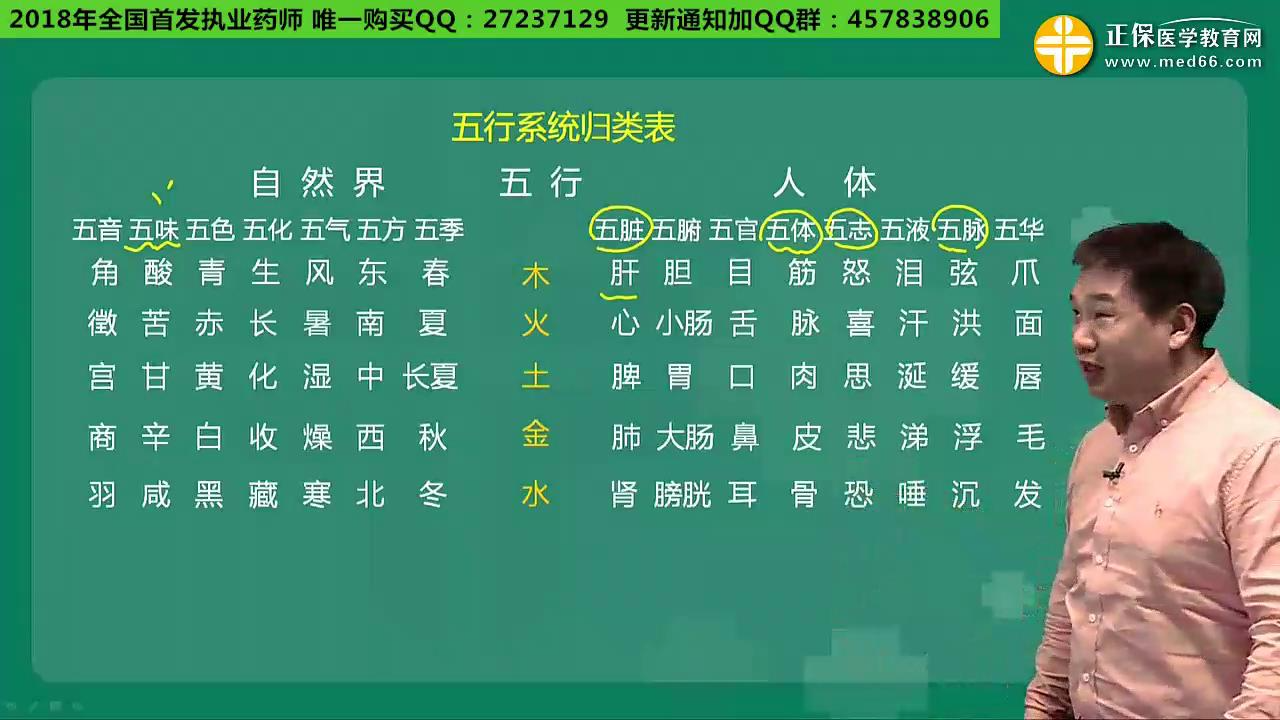 2018年全国首发执业药师 唯一购买QQ：27237129 更新通知加QQ群：457838906
正保医学教育网
www.med66.com
五行系统归类表
自 然 界 五 行 人 体
五音 五味 五色 五化 五气 五方 五季 五脏 五腑 五官 五体 五志 五液 五脉 五华
角 酸 青 生 风 东 春 木 肝 胆 目 筋 怒 泪 弦 爪
徵 苦 赤 长 暑 南 夏 火 心 小肠 舌 脉 喜 汗 洪 面
宫 甘 黄 化 湿 中 长夏 土 脾 胃 口 肉 思 涎 缓 唇
商 辛 白 收 燥 西 秋 金 肺 大肠 鼻 皮 悲 涕 浮 毛
羽 咸 黑 藏 寒 北 冬 水 肾 膀胱 耳 骨 恐 唾 沉 发